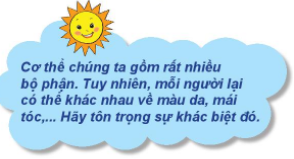 Cơ thể chúng ta gồm rất nhiều
bộ phận. Tuy nhiên, mỗi người lại
có thể khác nhau về màu da, mái
tóc,... Hãy tôn trọng sự khác biệt đó.